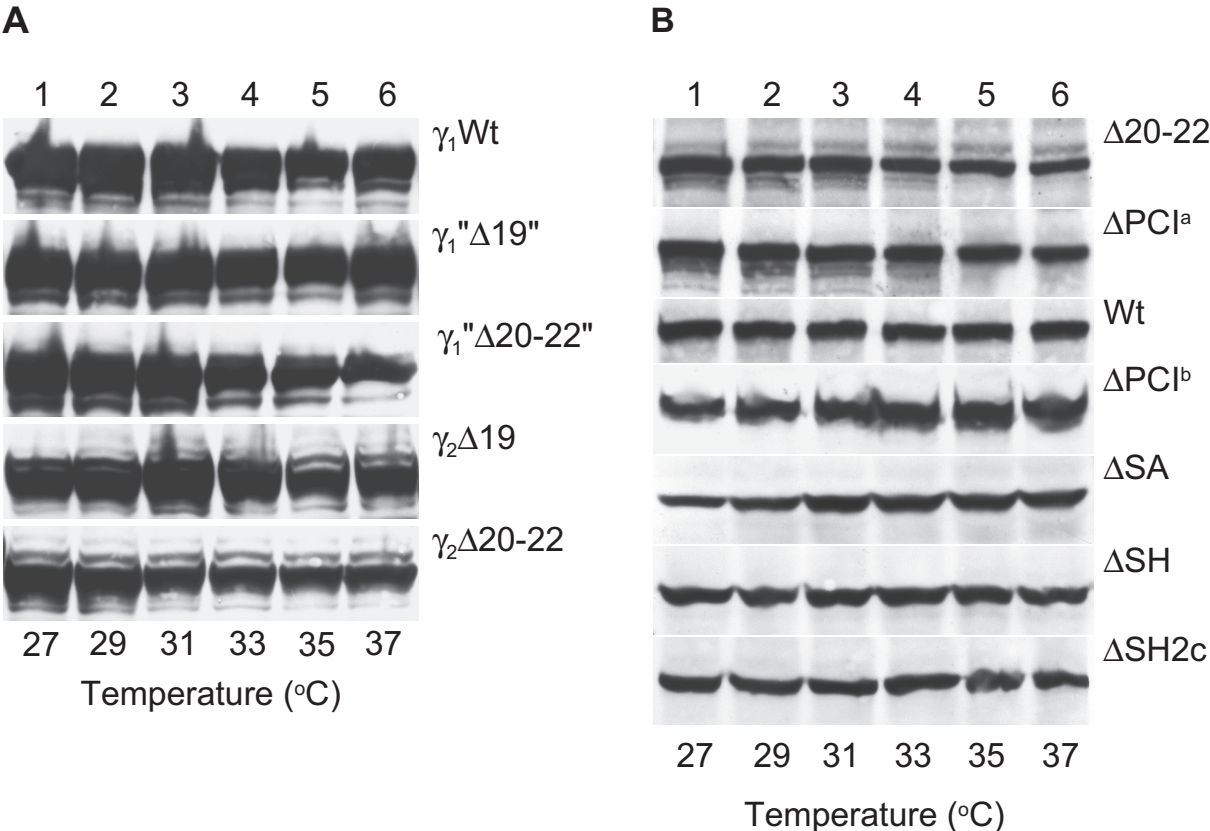 A
1 2 3 4 5 6
γ₁Wt
γ₁"Δ19"
γ₁"Δ20-22"
γ₂Δ19
γ₂Δ20-22
27 29 31 33 35 37
Temperature (°C)
B
1 2 3 4 5 6
Δ20-22
ΔPCIᵃ
Wt
ΔPCIᵇ
ΔSA
ΔSH
ΔSH2c
27 29 31 33 35 37
Temperature (°C)